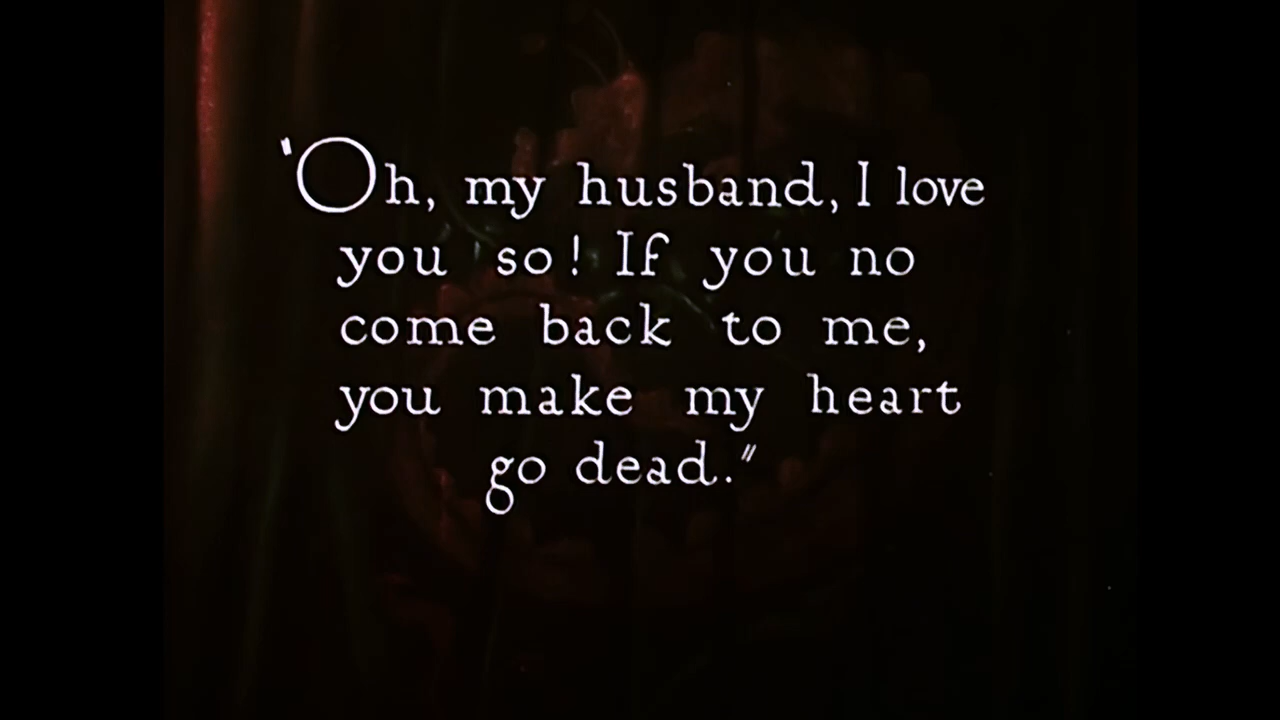 "Oh, my husband, I love
you so! If you no
come back to me,
you make my heart
go dead."